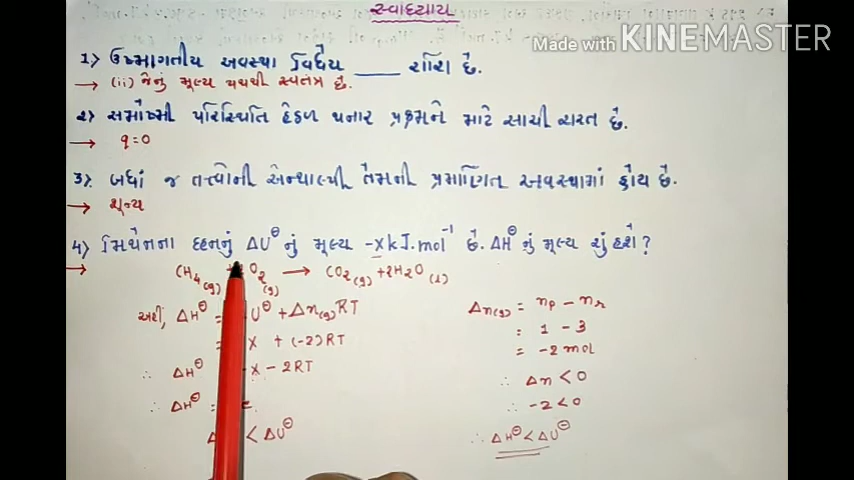 સ્વાધ્યાય
Made with KINEMASTER
1) ઉષ્માગતીય અવસ્થા વિધેય ____ રાશિ છે.
→ (ii) જેનું મૂલ્ય પથથી સ્વતંત્ર છે.
2) સમોષ્મી પરિસ્થિતિ હેઠળ થનાર પ્રક્રમને માટે સાચી શરત છે.
→ q=0
3) બધાં જ તત્ત્વોની એન્થાલ્પી તેમની પ્રમાણિત અવસ્થામાં હોય છે.
→ શૂન્ય
4) મિથેનના દહનનું ΔU⊖ નું મૂલ્ય -x kJ.mol⁻¹ છે. ΔH⊖ નું મૂલ્ય શું હશે?
→ CH₄(g) O₂(g) → CO₂(g) + 2H₂O(l)
અહીં, ΔH⊖ = U⊖ + Δn(g)RT
= x + (-2)RT
∴ ΔH⊖ x - 2RT
∴ ΔH⊖ =
< ΔU⊖
Δn(g) = np - nr
= 1 - 3
= -2 mol
∴ Δn < 0
∴ -2 < 0
∴ ΔH⊖ < ΔU⊖